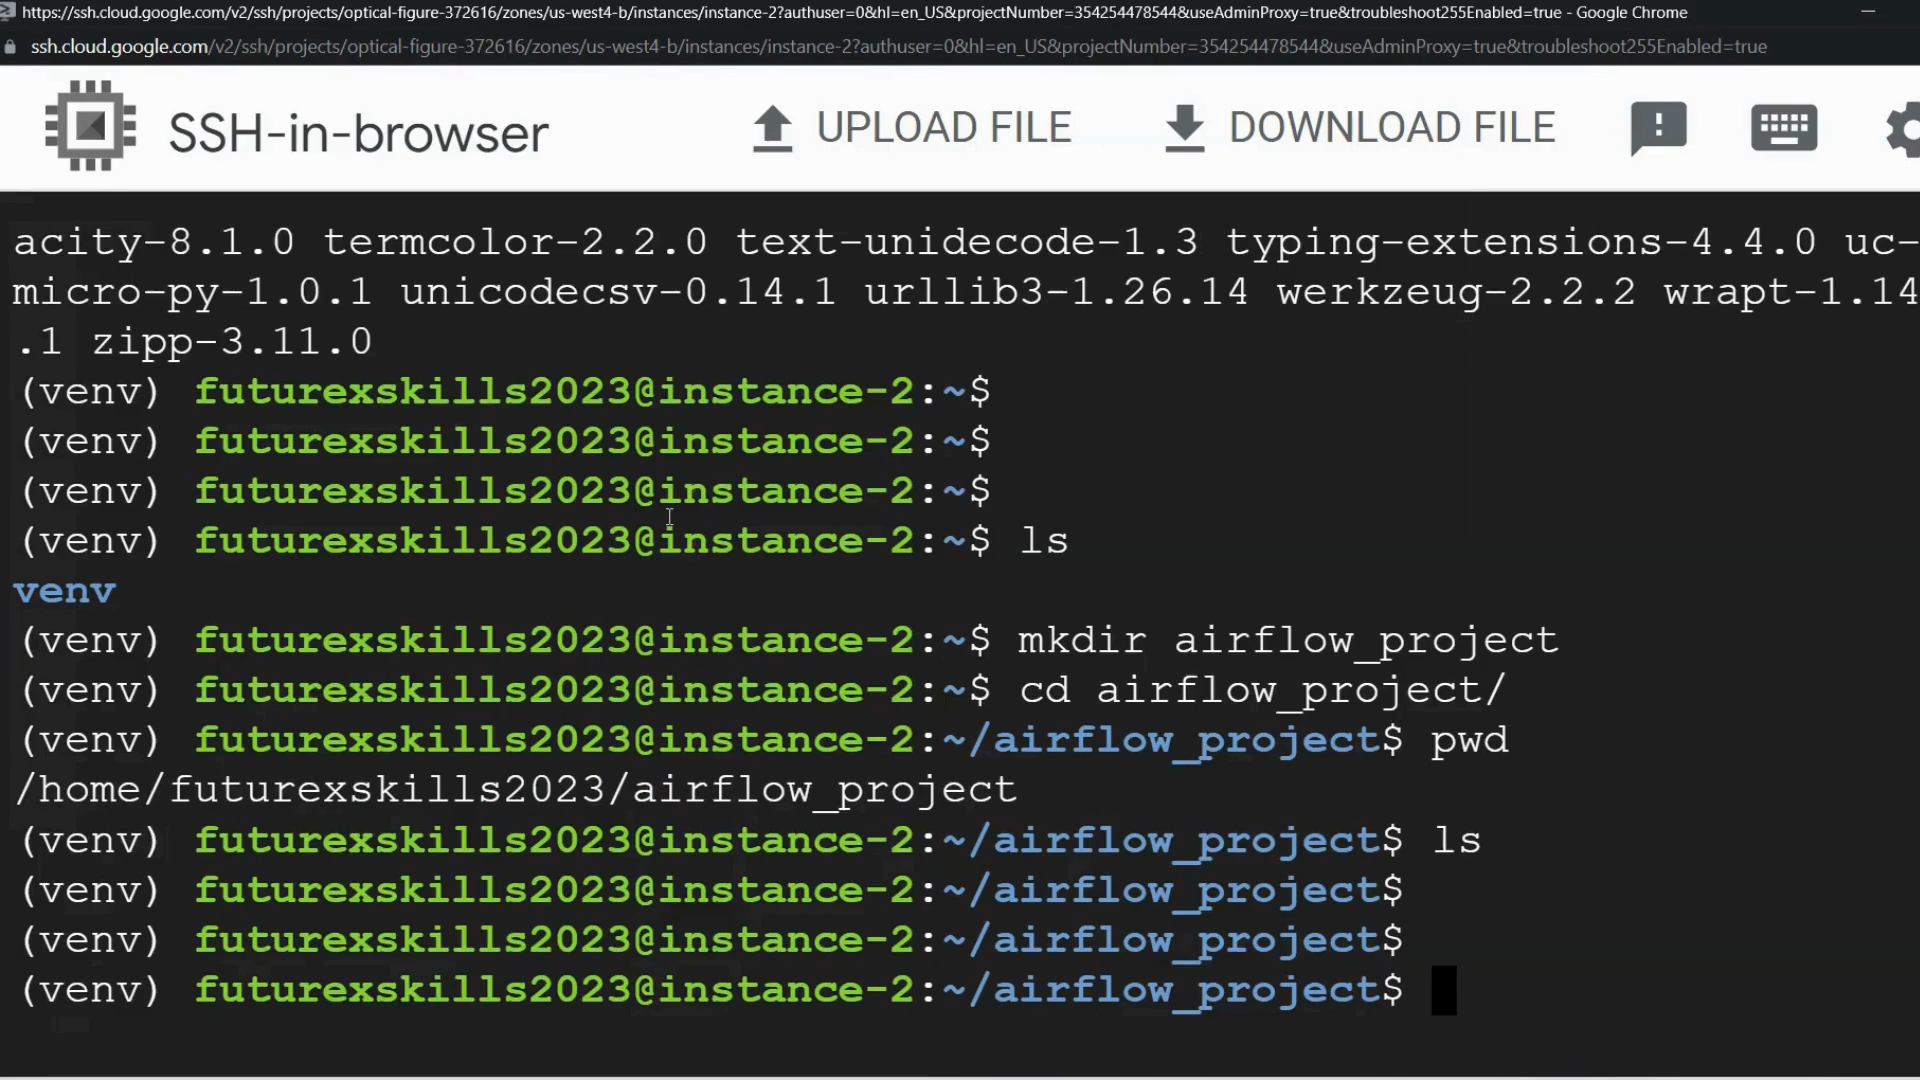 https://ssh.cloud.google.com/v2/ssh/projects/optical-figure-372616/zones/us-west4-b/instances/instance-2?authuser=0&hl=en_US&projectNumber=354254478544&useAdminProxy=true&troubleshoot255Enabled=true - Google Chrome
ssh.cloud.google.com/v2/ssh/projects/optical-figure-372616/zones/us-west4-b/instances/instance-2?authuser=0&hl=en_US&projectNumber=354254478544&useAdminProxy=true&troubleshoot255Enabled=true
SSH-in-browser UPLOAD FILE DOWNLOAD FILE
acity-8.1.0 termcolor-2.2.0 text-unidecode-1.3 typing-extensions-4.4.0 uc-
micro-py-1.0.1 unicodecsv-0.14.1 urllib3-1.26.14 werkzeug-2.2.2 wrapt-1.14
.1 zipp-3.11.0
(venv) futurexskills2023@instance-2:~$
(venv) futurexskills2023@instance-2:~$
(venv) futurexskills2023@instance-2:~$
(venv) futurexskills2023@instance-2:~$ ls
venv
(venv) futurexskills2023@instance-2:~$ mkdir airflow_project
(venv) futurexskills2023@instance-2:~$ cd airflow_project/
(venv) futurexskills2023@instance-2:~/airflow_project$ pwd
/home/futurexskills2023/airflow_project
(venv) futurexskills2023@instance-2:~/airflow_project$ ls
(venv) futurexskills2023@instance-2:~/airflow_project$
(venv) futurexskills2023@instance-2:~/airflow_project$
(venv) futurexskills2023@instance-2:~/airflow_project$